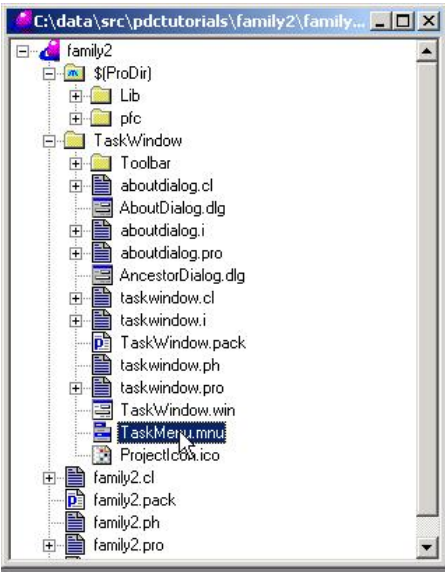 C:\data\src\pdctutorials\family2\family...
family2
$(ProDir)
Lib
pfc
TaskWindow
Toolbar
aboutdialog.cl
AboutDialog.dlg
aboutdialog.i
aboutdialog.pro
AncestorDialog.dlg
taskwindow.cl
taskwindow.i
TaskWindow.pack
taskwindow.ph
taskwindow.pro
TaskWindow.win
TaskMenu.mnu
ProjectIcon.ico
family2.cl
family2.pack
family2.ph
family2.pro